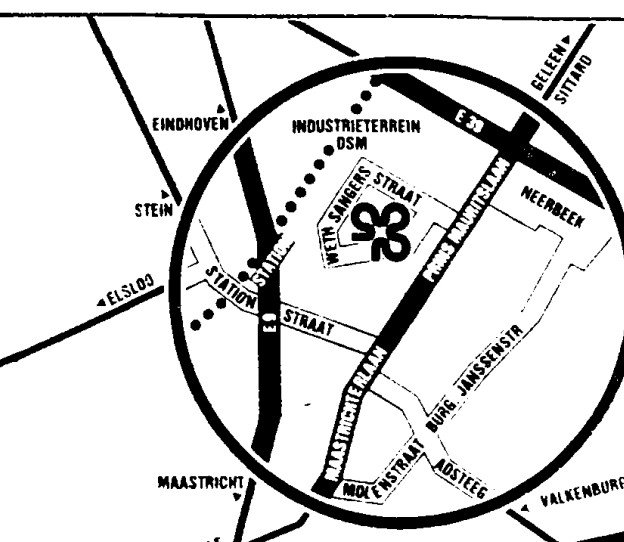 GELEEN
SITTARD
EINDHOVEN
INDUSTRIETERREIN
DSM
E 39
STEIN
WETH SANGERS STRAAT
NEERBEEK
PRINS MAURITSLAAN
STATION
ELSLOO
STATION STRAAT
E 9
MAASTRICHTERLAAN
BURG JANSSENSTR
MOLENSTRAAT
ADSTEEG
MAASTRICHT
VALKENBURG